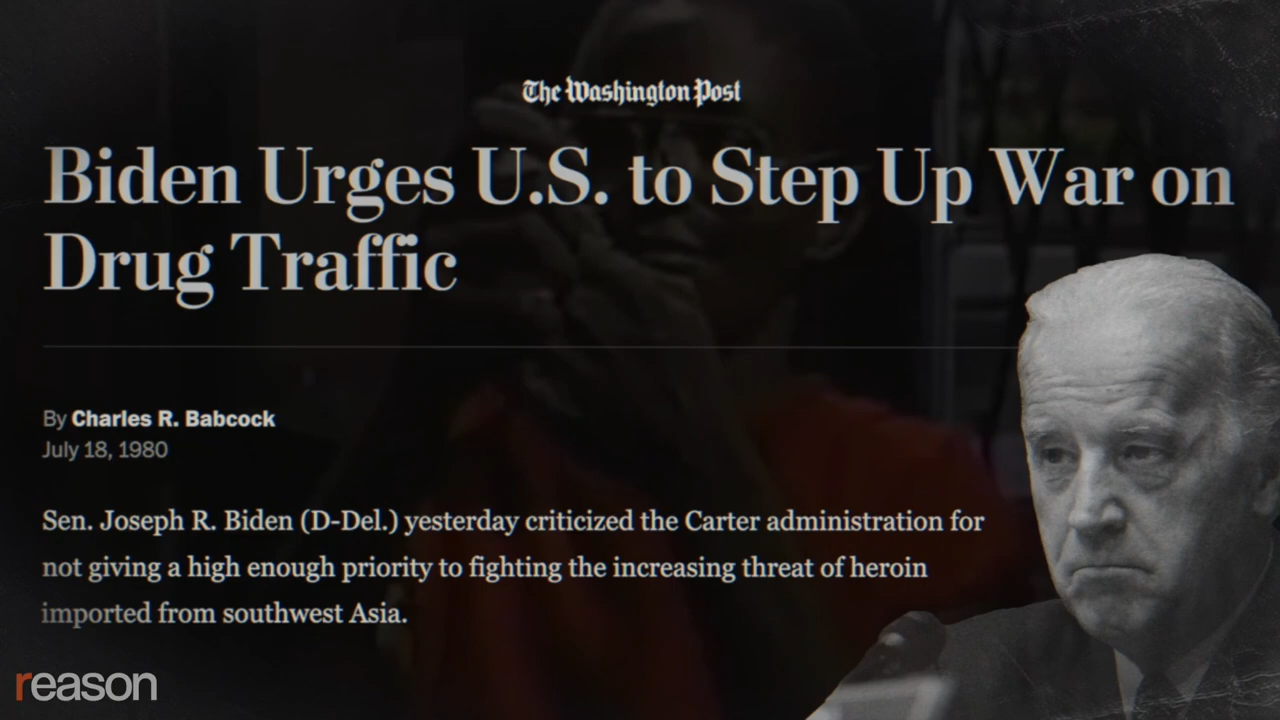 The Washington Post
Biden Urges U.S. to Step Up War on
Drug Traffic
By Charles R. Babcock
July 18, 1980
Sen. Joseph R. Biden (D-Del.) yesterday criticized the Carter administration for
not giving a high enough priority to fighting the increasing threat of heroin
imported from southwest Asia.
reason